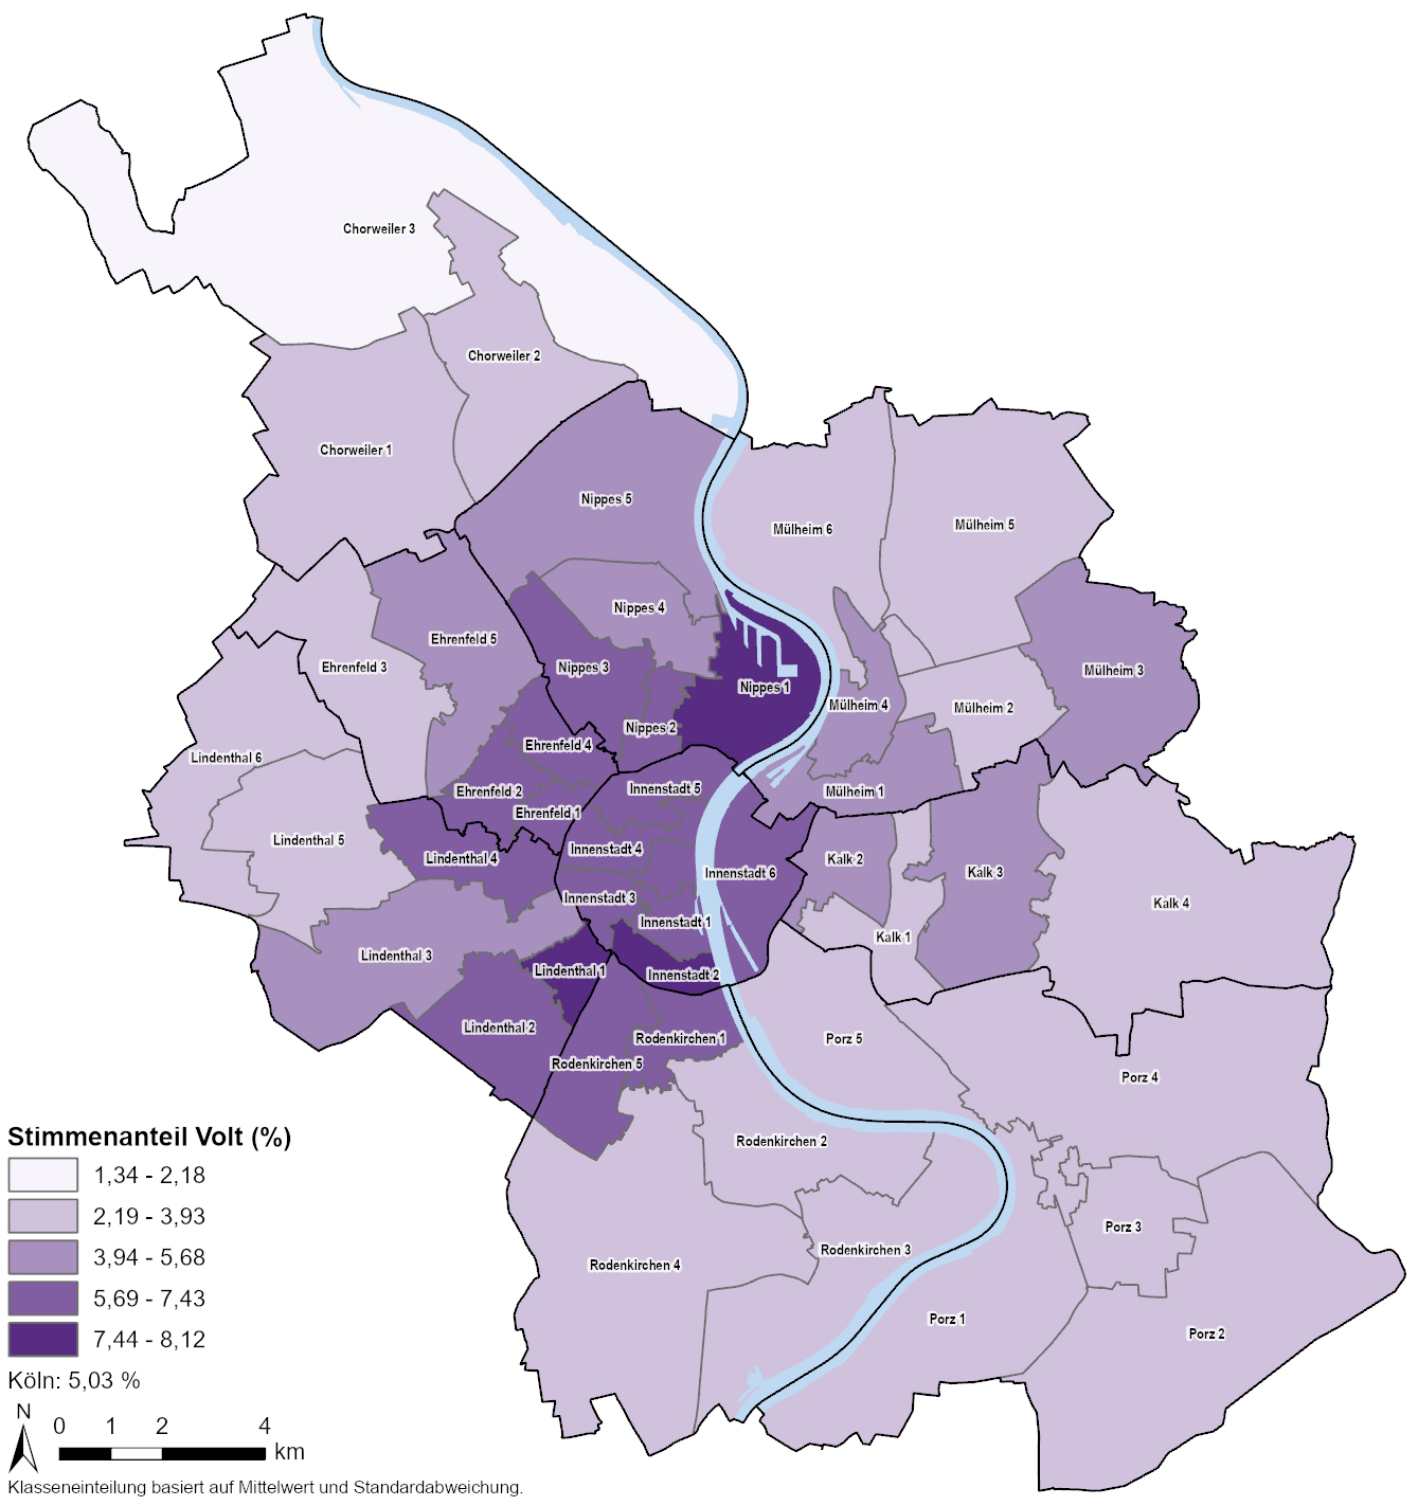 Chorweiler 3
Chorweiler 2
Chorweiler 1
Nippes 5
Mülheim 5
Mülheim 6
Nippes 4
Ehrenfeld 5
Ehrenfeld 3
Nippes 3
Mülheim 3
Nippes 1
Mülheim 4
Mülheim 2
Nippes 2
Ehrenfeld 4
Lindenthal 6
Innenstadt 5
Ehrenfeld 2
Mülheim 1
Ehrenfeld 1
Lindenthal 5
Innenstadt 4
Lindenthal 4
Kalk 2
Innenstadt 6
Kalk 3
Innenstadt 3
Kalk 4
Innenstadt 1
Kalk 1
Lindenthal 3
Lindenthal 1
Innenstadt 2
Lindenthal 2
Rodenkirchen 1
Porz 5
Rodenkirchen 5
Porz 4
Rodenkirchen 2
Porz 3
Rodenkirchen 3
Rodenkirchen 4
Porz 1
Porz 2
Stimmenanteil Volt (%)
1,34 - 2,18
2,19 - 3,93
3,94 - 5,68
5,69 - 7,43
7,44 - 8,12
Köln: 5,03 %
N
0 1 2 4
km
Klasseneinteilung basiert auf Mittelwert und Standardabweichung.